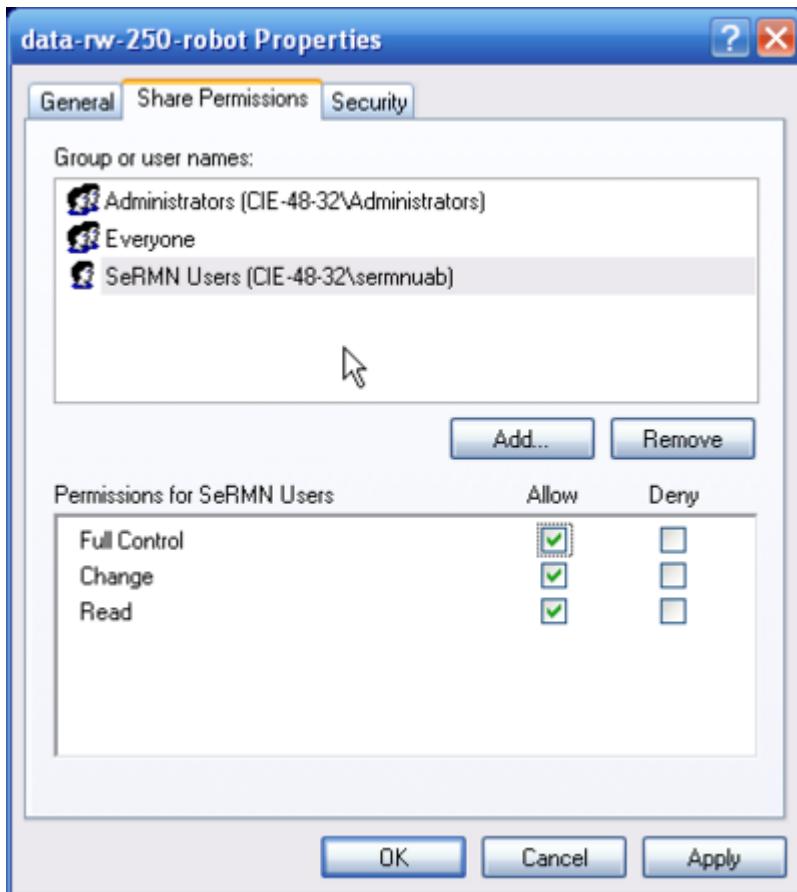 data-rw-250-robot Properties
General Share Permissions Security
Group or user names:
Administrators (CIE-48-32\Administrators)
Everyone
SeRMN Users (CIE-48-32\sermnuab)
Add... Remove
Permissions for SeRMN Users Allow Deny
Full Control
Change
Read
OK Cancel Apply